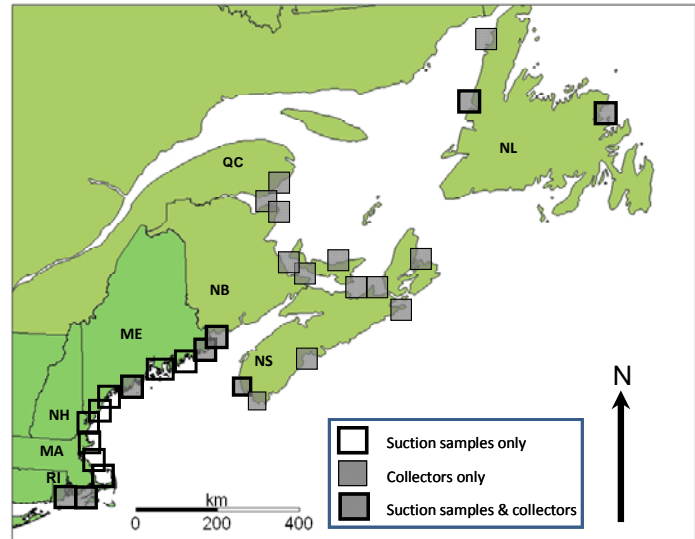 QC
NL
NB
ME
NS
N
NH
MA
RI
km
0 200 400
Suction samples only
Collectors only
Suction samples & collectors